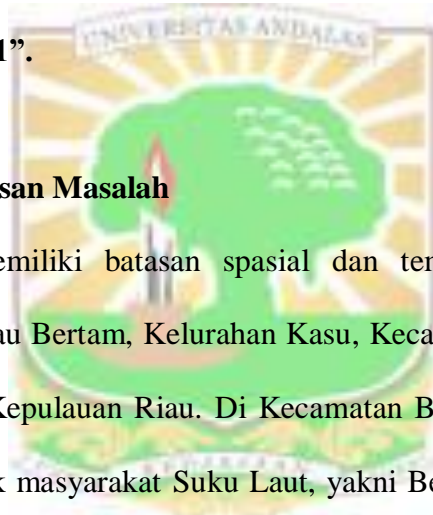 UNIVERSITAS ANDALAS
1”.
san Masalah
emiliki batasan spasial dan ter
au Bertam, Kelurahan Kasu, Keca
Kepulauan Riau. Di Kecamatan B
k masyarakat Suku Laut, yakni Be